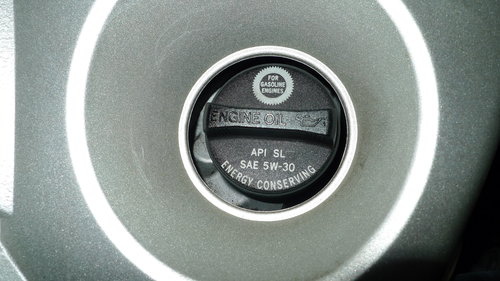 FOR
GASOLINE
ENGINES
ENGINE OIL
API SL
SAE 5W-30
ENERGY CONSERVING